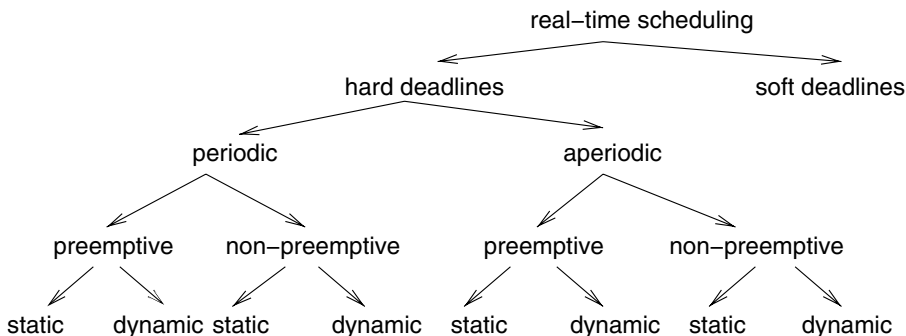 real−time scheduling
hard deadlines soft deadlines
periodic aperiodic
preemptive non−preemptive preemptive non−preemptive
static dynamic static dynamic static dynamic static dynamic